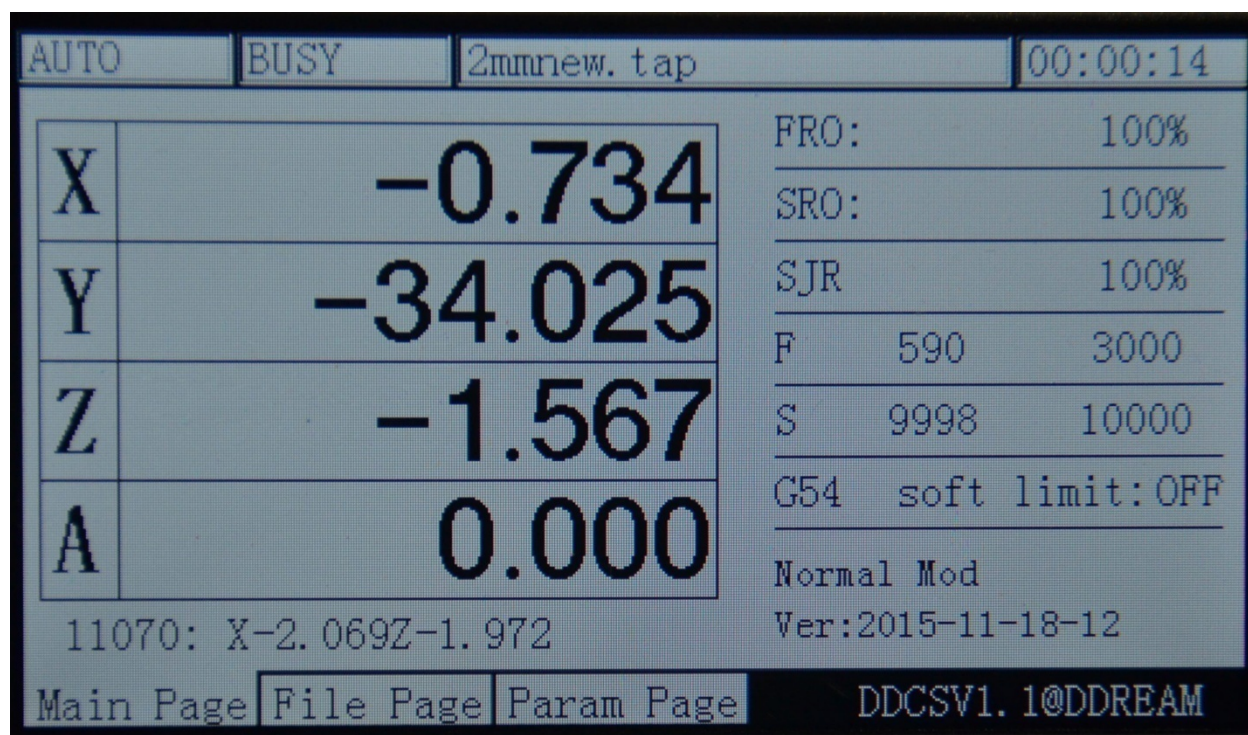 AUTO BUSY 2mmnew.tap 00:00:14
X -0.734
Y -34.025
Z -1.567
A 0.000
11070: X-2.069Z-1.972
FRO: 100%
SRO: 100%
SJR 100%
F 590 3000
S 9998 10000
G54 soft limit:OFF
Normal Mod
Ver:2015-11-18-12
Main Page File Page Param Page DDCSV1.1@DDREAM